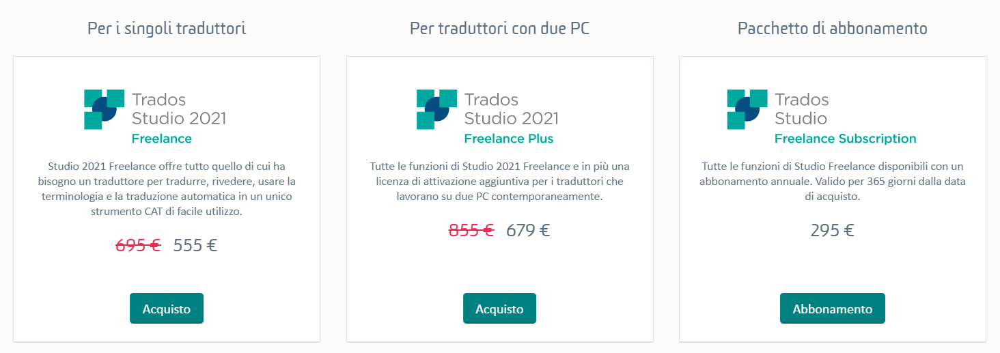 Per i singoli traduttori
Trados
Studio 2021
Freelance
Studio 2021 Freelance offre tutto quello di cui ha
bisogno un traduttore per tradurre, rivedere, usare la
terminologia e la traduzione automatica in un unico
strumento CAT di facile utilizzo.
695 € 555 €
Acquisto
Per traduttori con due PC
Trados
Studio 2021
Freelance Plus
Tutte le funzioni di Studio 2021 Freelance e in più una
licenza di attivazione aggiuntiva per i traduttori che
lavorano su due PC contemporaneamente.
855 € 679 €
Acquisto
Pacchetto di abbonamento
Trados
Studio
Freelance Subscription
Tutte le funzioni di Studio Freelance disponibili con un
abbonamento annuale. Valido per 365 giorni dalla data
di acquisto.
295 €
Abbonamento